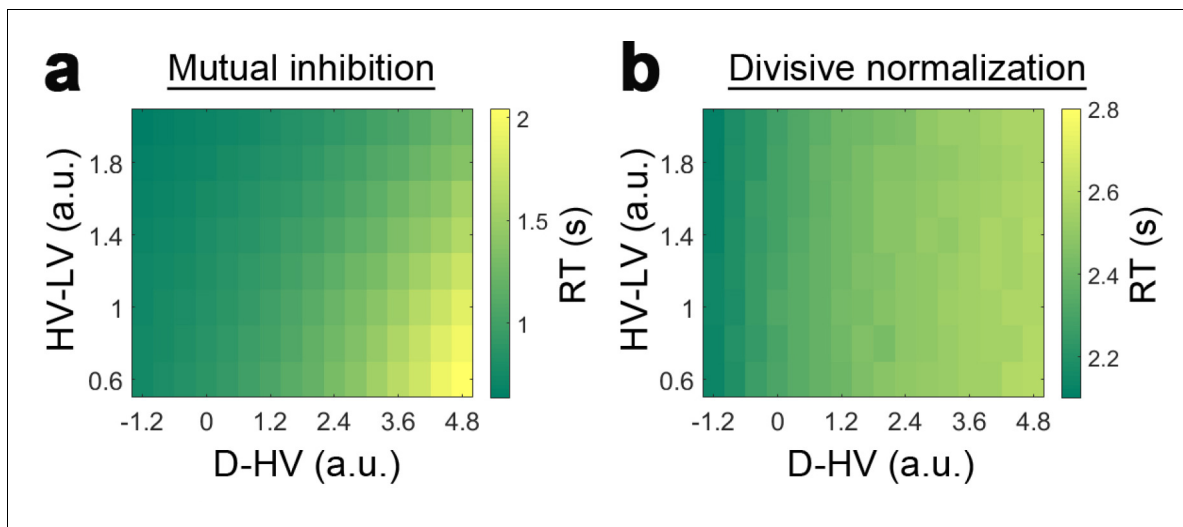 a Mutual inhibition
HV-LV (a.u.)
1.8
1.4
1
0.6
-1.2 0 1.2 2.4 3.6 4.8
D-HV (a.u.)
2
1.5
1
RT (s)
b Divisive normalization
HV-LV (a.u.)
1.8
1.4
1
0.6
-1.2 0 1.2 2.4 3.6 4.8
D-HV (a.u.)
2.8
2.6
2.4
2.2
RT (s)